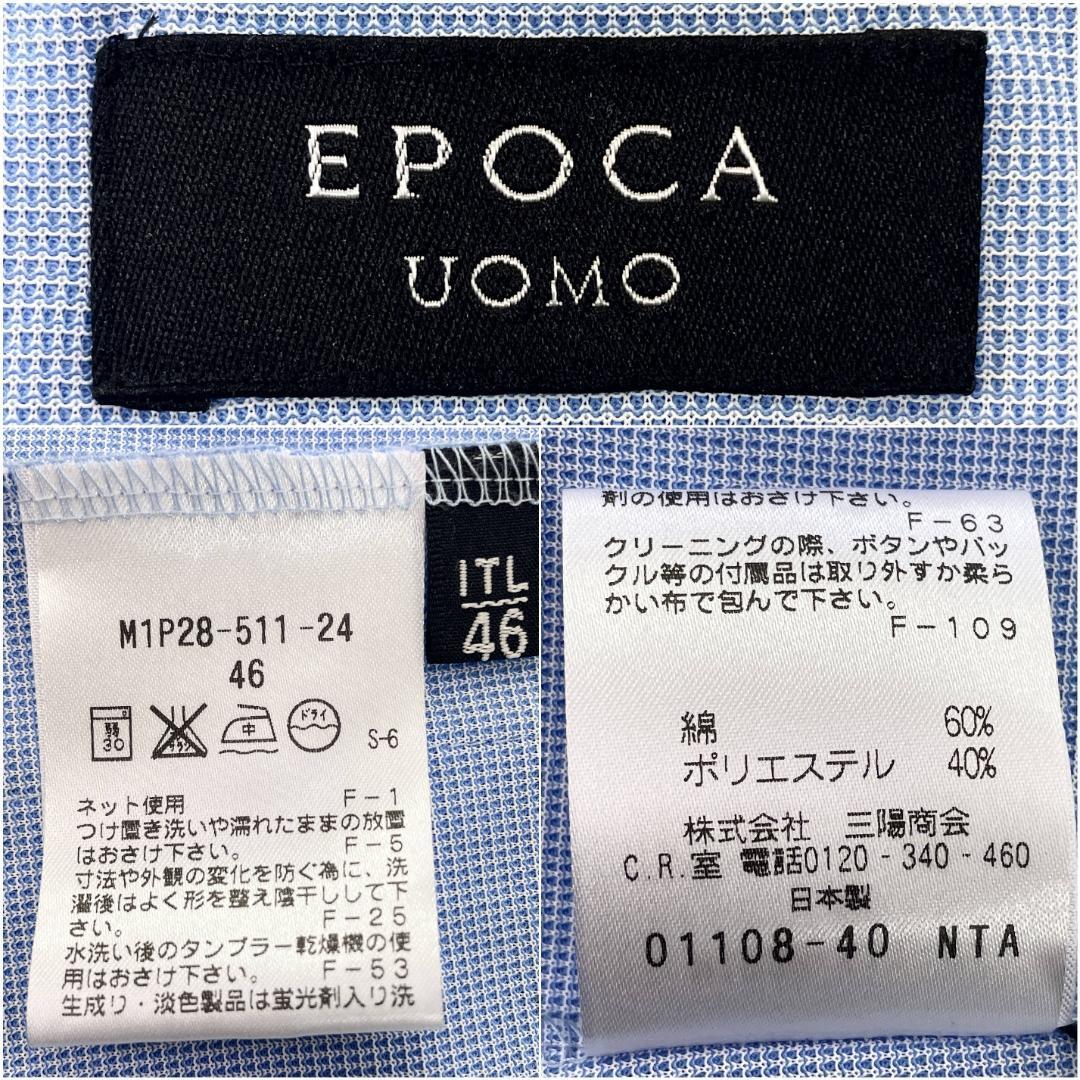 EPOCA
UOMO
ITL
46
M1P28-511-24
46
弱
30
エンソ
サラシ
中
ドライ
S-6
ネット使用 F-1
つけ置き洗いや濡れたままの放置
はおさけ下さい。 F-5
寸法や外観の変化を防ぐ為に、洗
濯後はよく形を整え陰干しして下
さい。 F-25
水洗い後のタンブラー乾燥機の使
用はおさけ下さい。 F-53
生成り・淡色製品は蛍光剤入り洗
剤の使用はおさけ下さい。
F-63
クリーニングの際、ボタンやバッ
クル等の付属品は取り外すか柔ら
かい布で包んで下さい。
F-109
綿 60%
ポリエステル 40%
株式会社 三陽商会
C.R.室 電話0120-340-460
日本製
01108-40 NTA